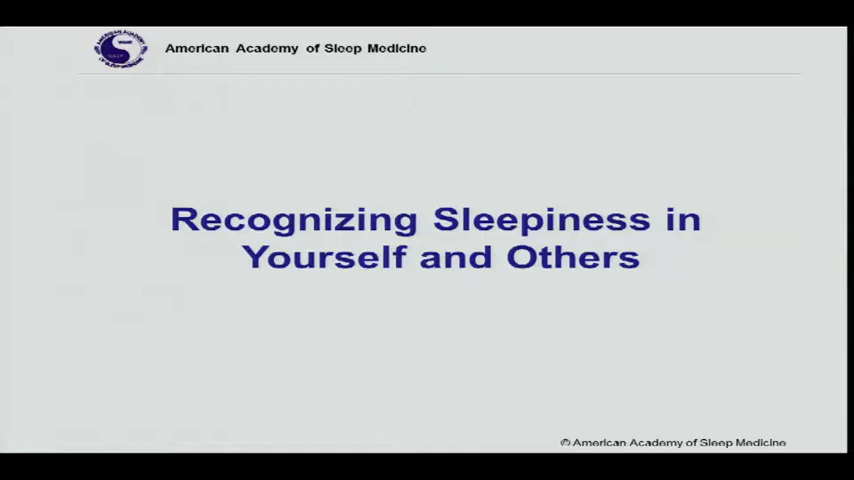 American Academy of Sleep Medicine
Recognizing Sleepiness in
Yourself and Others
© American Academy of Sleep Medicine